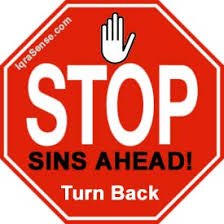 IqraSense.com
STOP
SINS AHEAD!
Turn Back